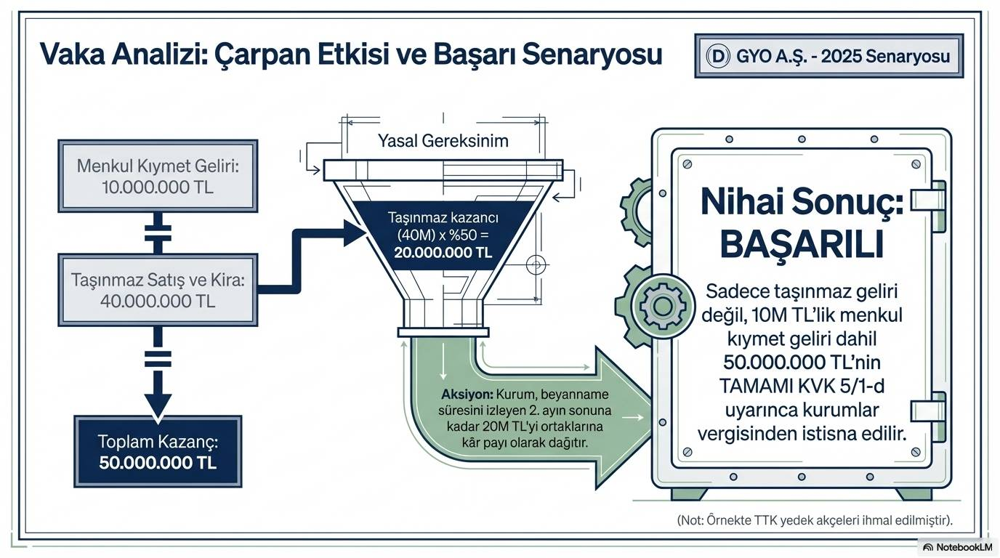 Vaka Analizi: Çarpan Etkisi ve Başarı Senaryosu
D GYO A.Ş. - 2025 Senaryosu
Menkul Kıymet Geliri:
10.000.000 TL
Taşınmaz Satış ve Kira:
40.000.000 TL
Toplam Kazanç:
50.000.000 TL
Yasal Gereksinim
Taşınmaz kazancı
(40M) x %50 =
20.000.000 TL
Aksiyon: Kurum, beyanname
süresini izleyen 2. ayın sonuna
kadar 20M TL'yi ortaklarına
kâr payı olarak dağıtır.
Nihai Sonuç:
BAŞARILI
Sadece taşınmaz geliri
değil, 10M TL'lik menkul
kıymet geliri dahil
50.000.000 TL'nin
TAMAMI KVK 5/1-d
uyarınca kurumlar
vergisinden istisna edilir.
(Not: Örnekte TTK yedek akçeleri ihmal edilmiştir).
NotebookLM